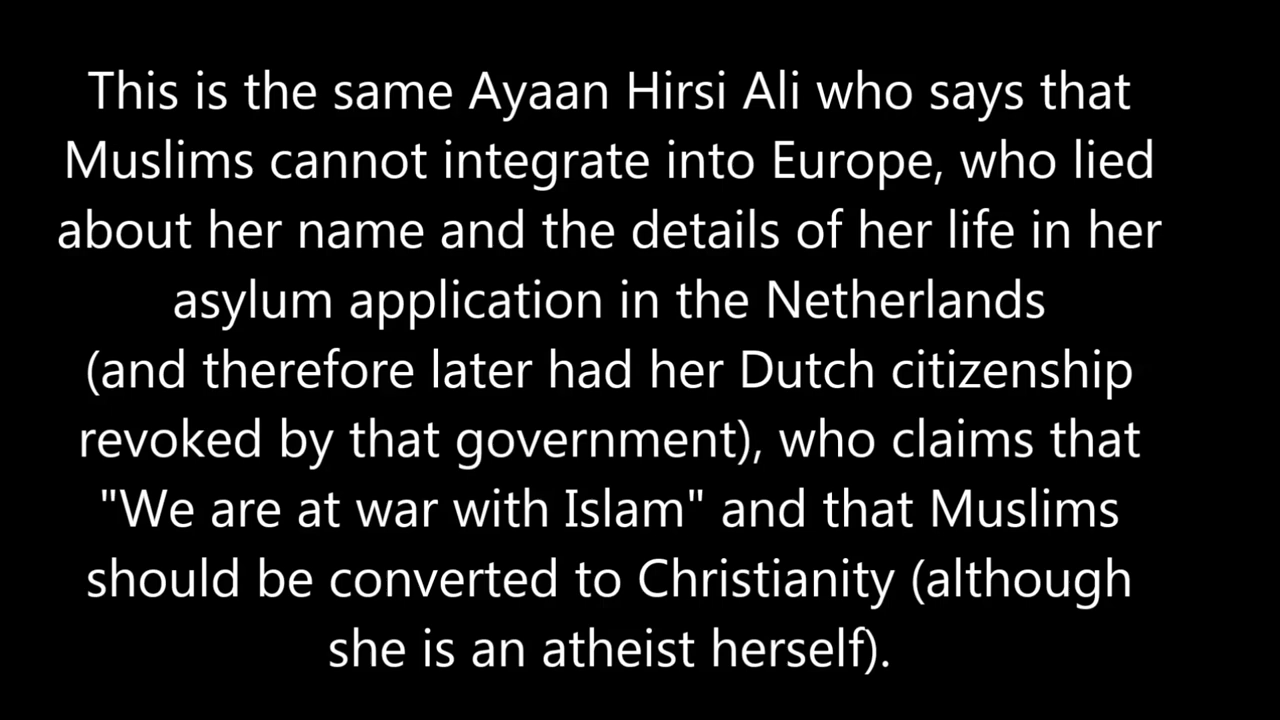 This is the same Ayaan Hirsi Ali who says that
Muslims cannot integrate into Europe, who lied
about her name and the details of her life in her
asylum application in the Netherlands
(and therefore later had her Dutch citizenship
revoked by that government), who claims that
"We are at war with Islam" and that Muslims
should be converted to Christianity (although
she is an atheist herself).